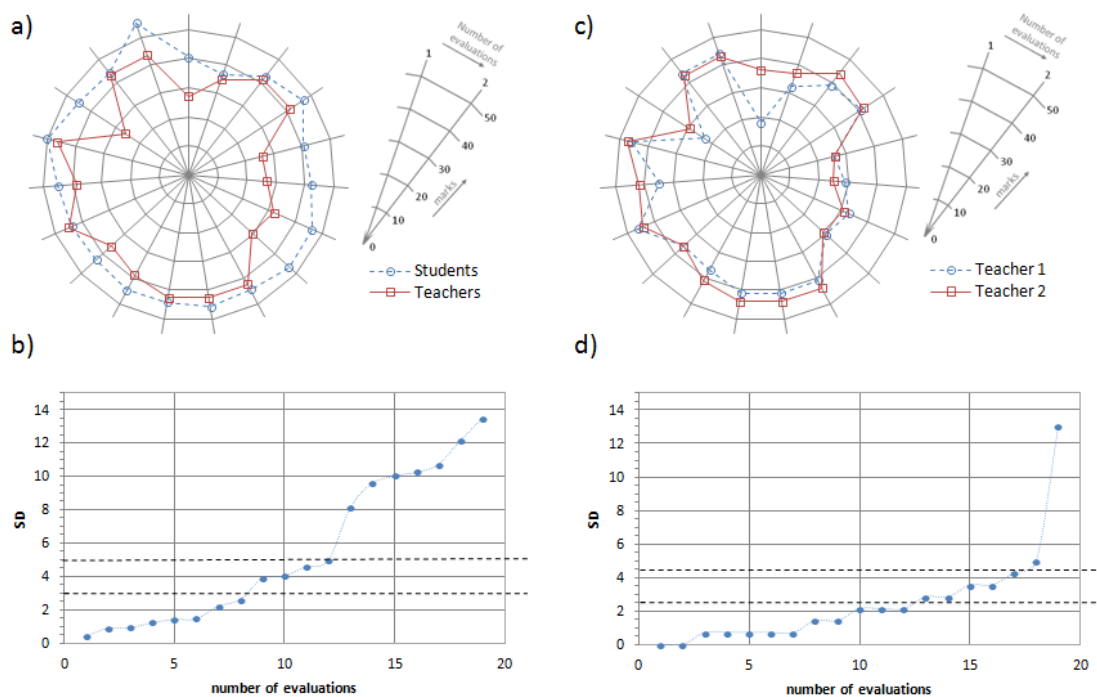 a)
Number of
evaluations
1
2
50
40
30
20
10
0
marks
Students
Teachers
c)
Number of
evaluations
1
2
50
40
30
20
10
0
marks
Teacher 1
Teacher 2
b)
14
12
10
8
6
4
2
0
SD
0 5 10 15 20
number of evaluations
d)
14
12
10
8
6
4
2
0
SD
0 5 10 15 20
number of evaluations